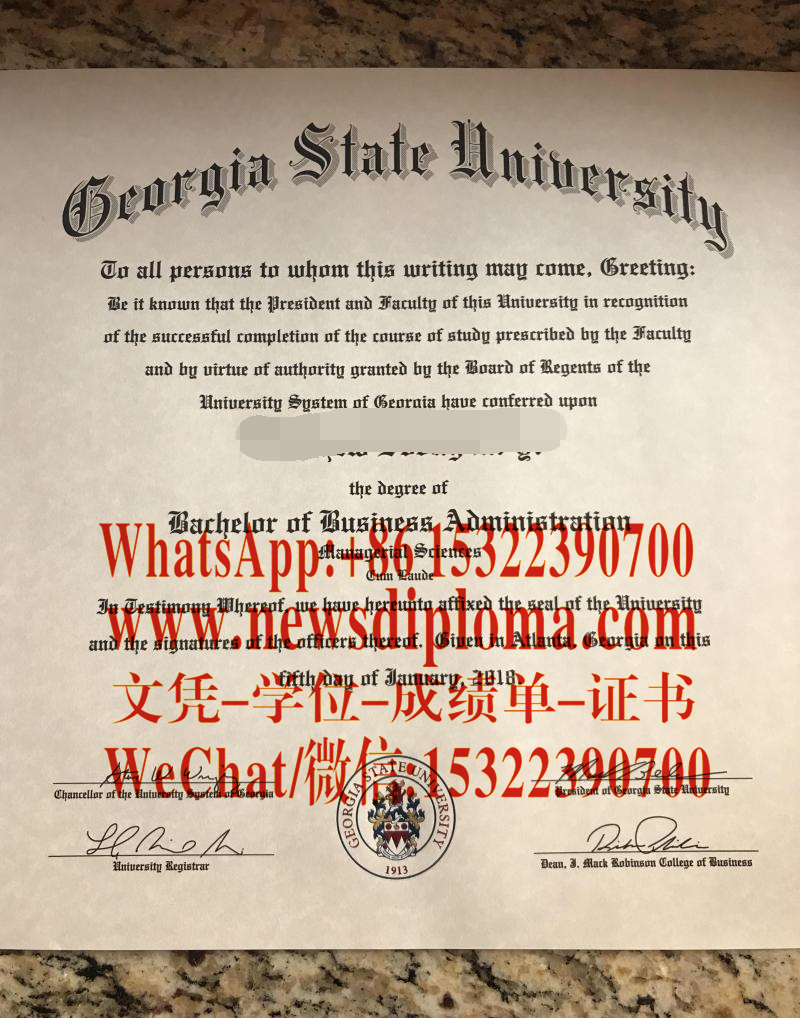 Georgia State University
To all persons to whom this writing may come, Greeting:
Be it known that the President and Faculty of this University in recognition
of the successful completion of the course of study prescribed by the Faculty
and by virtue of authority granted by the Board of Regents of the
University System of Georgia have conferred upon
the degree of
Bachelor of Business Administration
WhatsApp:+86 15322390700
Managerial Sciences
Cum Laude
In Testimony Whereof, we have hereunto affixed the seal of the University
www.newsdiploma.com
and the signatures of the officers thereof. Given in Atlanta, Georgia on this
fifth day of January, 2018.
文凭-学位-成绩单-证书
WeChat/微信:15322390700
Chancellor of the University System of Georgia
President of Georgia State University
GEORGIA STATE UNIVERSITY
1913
University Registrar
Dean, J. Mack Robinson College of Business